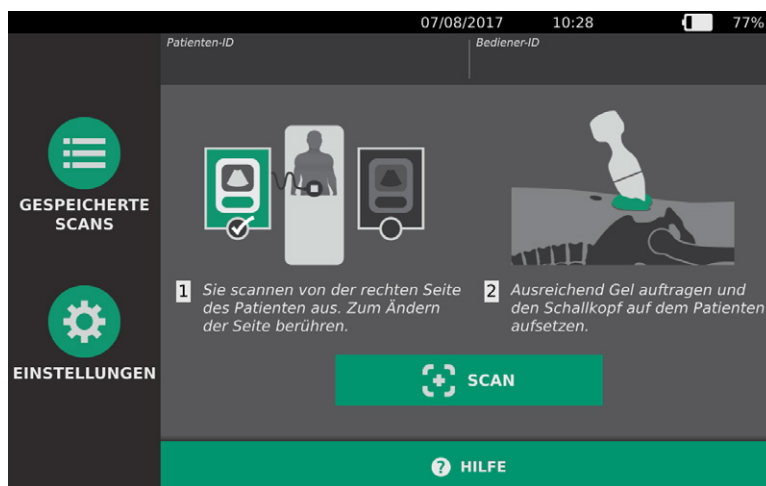 07/08/2017 10:28 77%
Patienten-ID Bediener-ID
GESPEICHERTE
SCANS
EINSTELLUNGEN
1 Sie scannen von der rechten Seite
des Patienten aus. Zum Ändern
der Seite berühren.
2 Ausreichend Gel auftragen und
den Schallkopf auf dem Patienten
aufsetzen.
SCAN
? HILFE